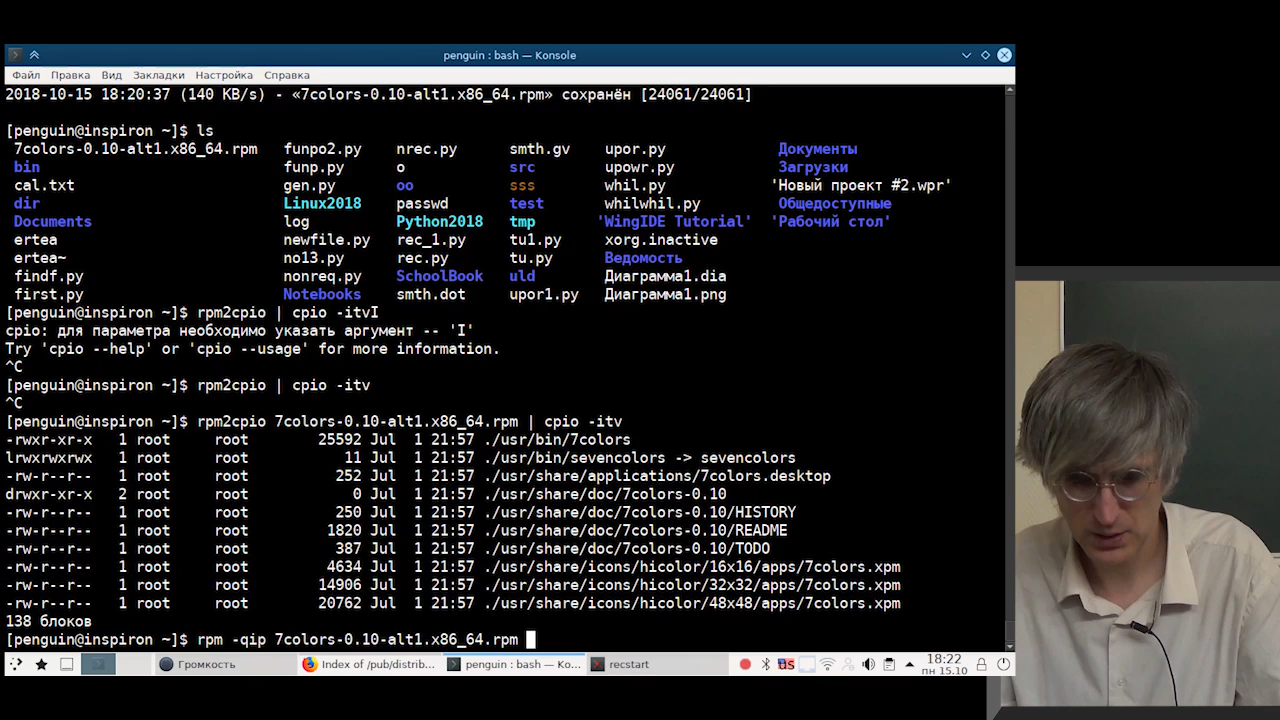 penguin : bash — Konsole
Файл Правка Вид Закладки Настройка Справка
2018-10-15 18:20:37 (140 KB/s) - «7colors-0.10-alt1.x86_64.rpm» сохранён [24061/24061]
[penguin@inspiron ~]$ ls
7colors-0.10-alt1.x86_64.rpm funpo2.py nrec.py smth.gv upor.py Документы
bin funp.py o src upowr.py Загрузки
cal.txt gen.py oo sss whil.py 'Новый проект #2.wpr'
dir Linux2018 passwd test whilwhil.py Общедоступные
Documents log Python2018 tmp 'WingIDE Tutorial' 'Рабочий стол'
ertea newfile.py rec_1.py tu1.py xorg.inactive
ertea~ no13.py rec.py tu.py Ведомость
findf.py nonreq.py SchoolBook uld Диаграмма1.dia
first.py Notebooks smth.dot upor1.py Диаграмма1.png
[penguin@inspiron ~]$ rpm2cpio | cpio -itvI
cpio: для параметра необходимо указать аргумент -- 'I'
Try 'cpio --help' or 'cpio --usage' for more information.
^C
[penguin@inspiron ~]$ rpm2cpio | cpio -itv
^C
[penguin@inspiron ~]$ rpm2cpio 7colors-0.10-alt1.x86_64.rpm | cpio -itv
-rwxr-xr-x 1 root root 25592 Jul 1 21:57 ./usr/bin/7colors
lrwxrwxrwx 1 root root 11 Jul 1 21:57 ./usr/bin/sevencolors -> sevencolors
-rw-r--r-- 1 root root 252 Jul 1 21:57 ./usr/share/applications/7colors.desktop
drwxr-xr-x 2 root root 0 Jul 1 21:57 ./usr/share/doc/7colors-0.10
-rw-r--r-- 1 root root 250 Jul 1 21:57 ./usr/share/doc/7colors-0.10/HISTORY
-rw-r--r-- 1 root root 1820 Jul 1 21:57 ./usr/share/doc/7colors-0.10/README
-rw-r--r-- 1 root root 387 Jul 1 21:57 ./usr/share/doc/7colors-0.10/TODO
-rw-r--r-- 1 root root 4634 Jul 1 21:57 ./usr/share/icons/hicolor/16x16/apps/7colors.xpm
-rw-r--r-- 1 root root 14906 Jul 1 21:57 ./usr/share/icons/hicolor/32x32/apps/7colors.xpm
-rw-r--r-- 1 root root 20762 Jul 1 21:57 ./usr/share/icons/hicolor/48x48/apps/7colors.xpm
138 блоков
[penguin@inspiron ~]$ rpm -qip 7colors-0.10-alt1.x86_64.rpm
Громкость Index of /pub/distrib... penguin : bash — Ko... recstart us 18:22
пн 15.10